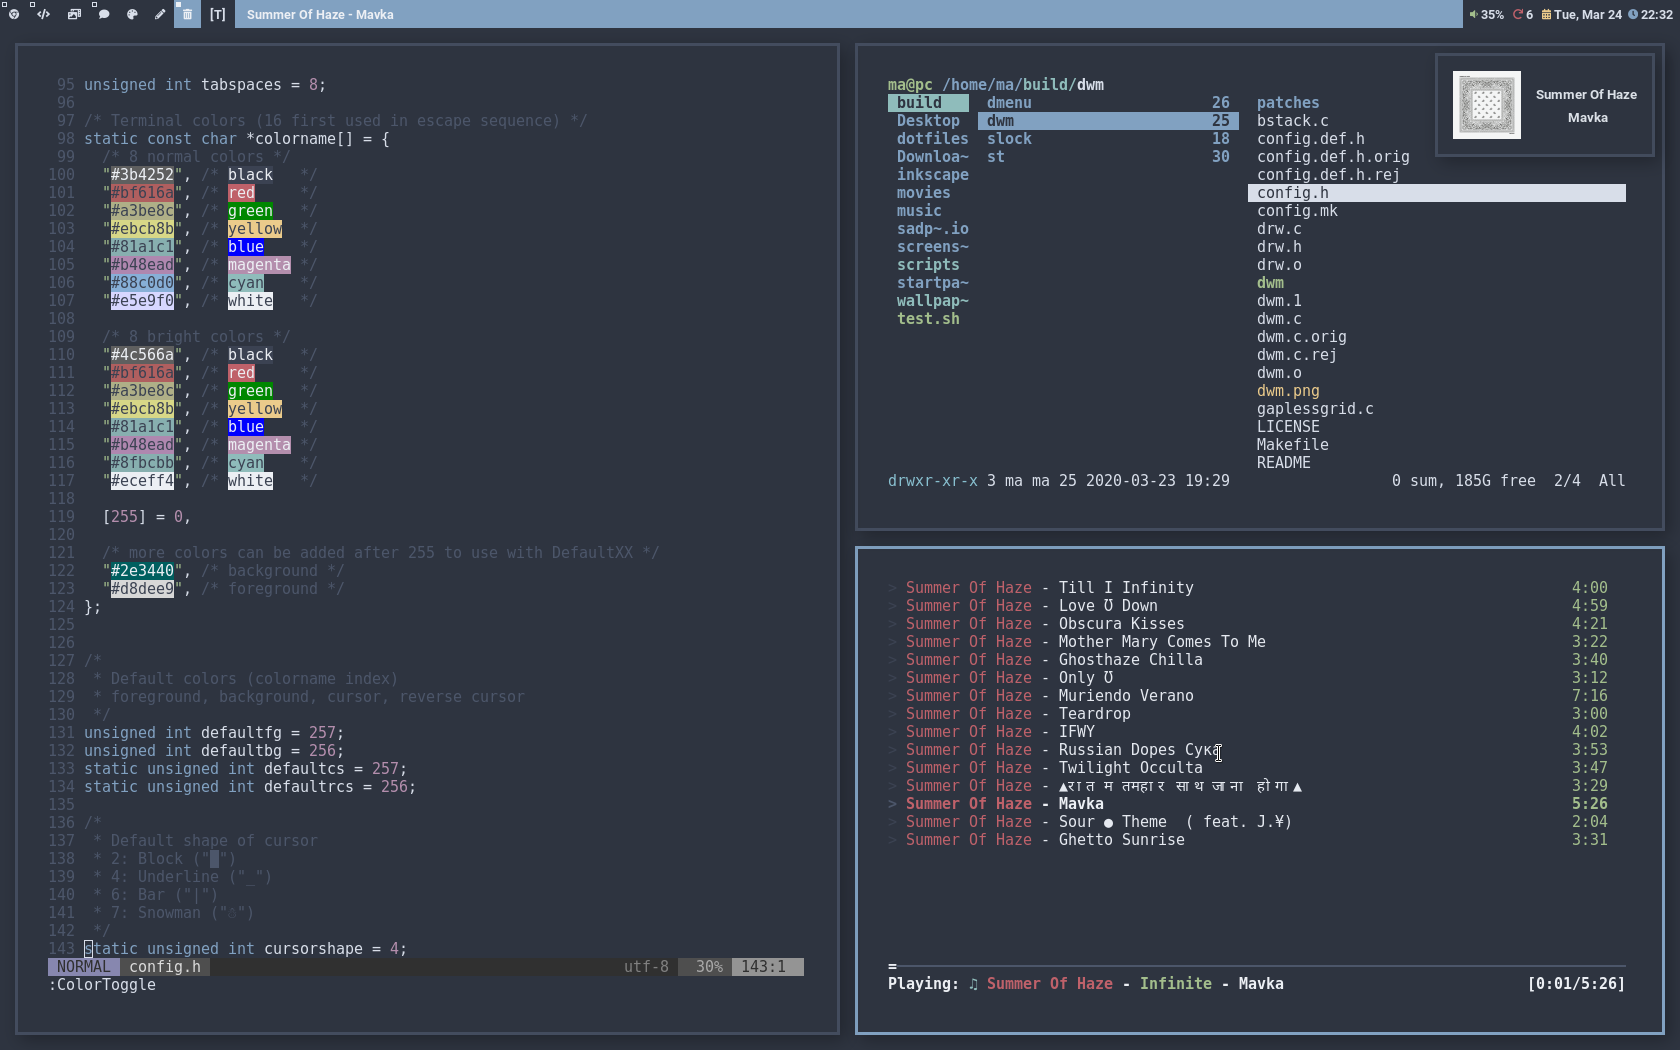 [T] Summer Of Haze - Mavka 35% 6 Tue, Mar 24 22:32
95 unsigned int tabspaces = 8;
96
97 /* Terminal colors (16 first used in escape sequence) */
98 static const char *colorname[] = {
99 /* 8 normal colors */
100 "#3b4252", /* black */
101 "#bf616a", /* red */
102 "#a3be8c", /* green */
103 "#ebcb8b", /* yellow */
104 "#81a1c1", /* blue */
105 "#b48ead", /* magenta */
106 "#88c0d0", /* cyan */
107 "#e5e9f0", /* white */
108
109 /* 8 bright colors */
110 "#4c566a", /* black */
111 "#bf616a", /* red */
112 "#a3be8c", /* green */
113 "#ebcb8b", /* yellow */
114 "#81a1c1", /* blue */
115 "#b48ead", /* magenta */
116 "#8fbcbb", /* cyan */
117 "#eceff4", /* white */
118
119 [255] = 0,
120
121 /* more colors can be added after 255 to use with DefaultXX */
122 "#2e3440", /* background */
123 "#d8dee9", /* foreground */
124 };
125
126
127 /*
128 * Default colors (colorname index)
129 * foreground, background, cursor, reverse cursor
130 */
131 unsigned int defaultfg = 257;
132 unsigned int defaultbg = 256;
133 static unsigned int defaultcs = 257;
134 static unsigned int defaultrcs = 256;
135
136 /*
137 * Default shape of cursor
138 * 2: Block ("█")
139 * 4: Underline ("_")
140 * 6: Bar ("|")
141 * 7: Snowman ("☃")
142 */
143 static unsigned int cursorshape = 4;
NORMAL config.h utf-8 30% 143:1
:ColorToggle
ma@pc /home/ma/build/dwm
build
Desktop
dotfiles
Downloa~
inkscape
movies
music
sadp~.io
screens~
scripts
startpa~
wallpap~
test.sh
dmenu 26
dwm 25
slock 18
st 30
patches
bstack.c
config.def.h
config.def.h.orig
config.def.h.rej
config.h
config.mk
drw.c
drw.h
drw.o
dwm
dwm.1
dwm.c
dwm.c.orig
dwm.c.rej
dwm.o
dwm.png
gaplessgrid.c
LICENSE
Makefile
README
drwxr-xr-x 3 ma ma 25 2020-03-23 19:29 0 sum, 185G free 2/4 All
Summer Of Haze
Mavka
> Summer Of Haze - Till I Infinity 4:00
> Summer Of Haze - Love Ʊ Down 4:59
> Summer Of Haze - Obscura Kisses 4:21
> Summer Of Haze - Mother Mary Comes To Me 3:22
> Summer Of Haze - Ghosthaze Chilla 3:40
> Summer Of Haze - Only Ʊ 3:12
> Summer Of Haze - Muriendo Verano 7:16
> Summer Of Haze - Teardrop 3:00
> Summer Of Haze - IFWY 4:02
> Summer Of Haze - Russian Dopes Сука 3:53
> Summer Of Haze - Twilight Occulta 3:47
> Summer Of Haze - ▲रात म तमहार साथ जाना होगा▲ 3:29
> Summer Of Haze - Mavka 5:26
> Summer Of Haze - Sour ● Theme ( feat. J.¥) 2:04
> Summer Of Haze - Ghetto Sunrise 3:31
=
Playing: ♫ Summer Of Haze - Infinite - Mavka [0:01/5:26]